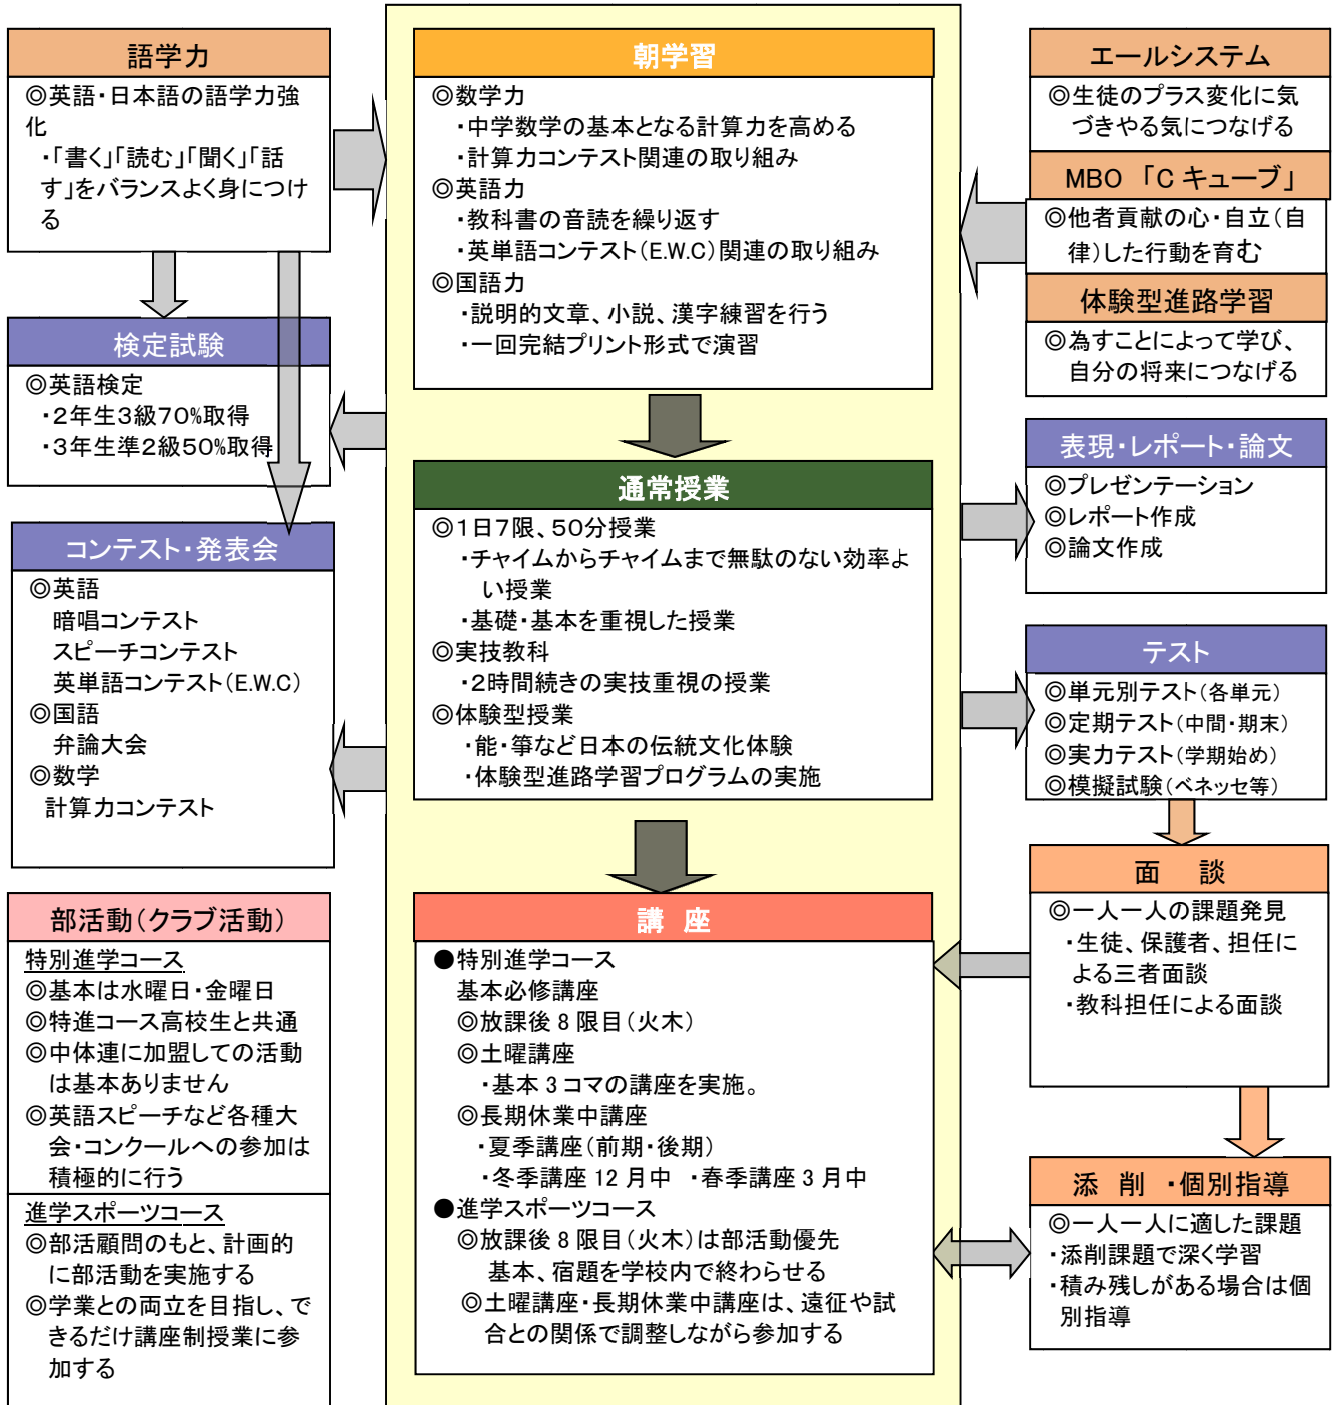 語学力
◎英語・日本語の語学力強
化
・「書く」「読む」「聞く」「話
す」をバランスよく身につけ
る
検定試験
◎英語検定
・2年生3級70%取得
・3年生準2級50%取得
コンテスト・発表会
◎英語
暗唱コンテスト
スピーチコンテスト
英単語コンテスト(E.W.C)
◎国語
弁論大会
◎数学
計算力コンテスト
部活動(クラブ活動)
特別進学コース
◎基本は水曜日・金曜日
◎特進コース高校生と共通
◎中体連に加盟しての活動
は基本ありません
◎英語スピーチなど各種大
会・コンクールへの参加は
積極的に行う
進学スポーツコース
◎部活顧問のもと、計画的
に部活動を実施する
◎学業との両立を目指し、で
きるだけ講座制授業に参
加する
朝学習
◎数学力
・中学数学の基本となる計算力を高める
・計算力コンテスト関連の取り組み
◎英語力
・教科書の音読を繰り返す
・英単語コンテスト(E.W.C)関連の取り組み
◎国語力
・説明的文章、小説、漢字練習を行う
・一回完結プリント形式で演習
通常授業
◎1日7限、50分授業
・チャイムからチャイムまで無駄のない効率よ
い授業
・基礎・基本を重視した授業
◎実技教科
・2時間続きの実技重視の授業
◎体験型授業
・能・箏など日本の伝統文化体験
・体験型進路学習プログラムの実施
講 座
●特別進学コース
基本必修講座
◎放課後 8 限目(火木)
◎土曜講座
・基本 3 コマの講座を実施。
◎長期休業中講座
・夏季講座(前期・後期)
・冬季講座 12 月中 ・春季講座 3 月中
●進学スポーツコース
◎放課後 8 限目(火木)は部活動優先
基本、宿題を学校内で終わらせる
◎土曜講座・長期休業中講座は、遠征や試
合との関係で調整しながら参加する
エールシステム
◎生徒のプラス変化に気
づきやる気につなげる
MBO 「C キューブ」
◎他者貢献の心・自立(自
律)した行動を育む
体験型進路学習
◎為すことによって学び、
自分の将来につなげる
表現・レポート・論文
◎プレゼンテーション
◎レポート作成
◎論文作成
テスト
◎単元別テスト(各単元)
◎定期テスト(中間・期末)
◎実力テスト(学期始め)
◎模擬試験(ベネッセ等)
面 談
◎一人一人の課題発見
・生徒、保護者、担任に
よる三者面談
・教科担任による面談
添 削 ・個別指導
◎一人一人に適した課題
・添削課題で深く学習
・積み残しがある場合は個
別指導